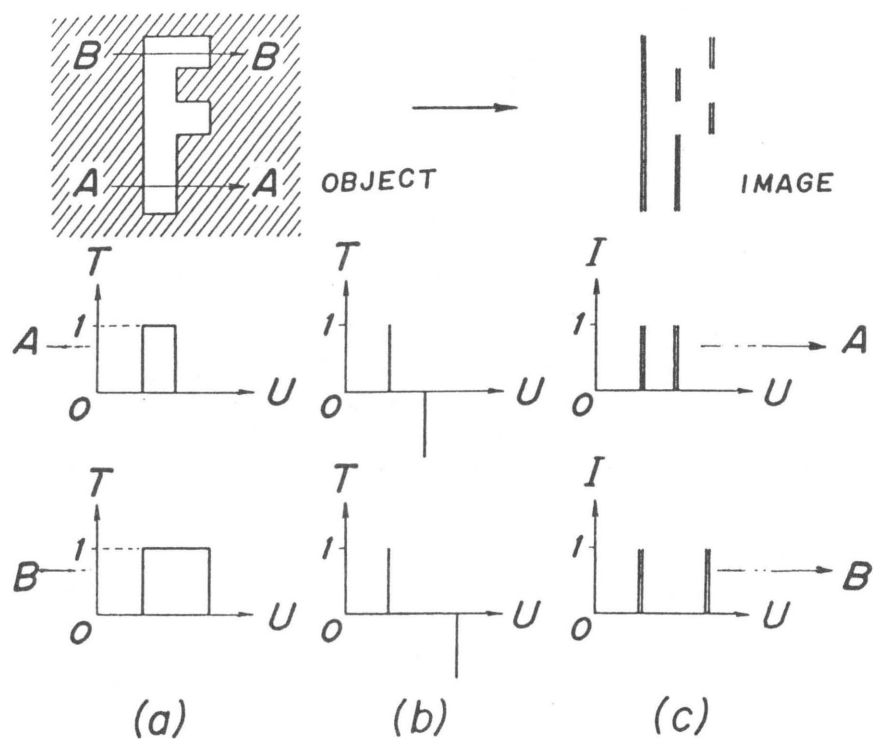 B B
A A
OBJECT
IMAGE
T T I
A 1 1 1 A
0 U 0 U 0 U
T T I
B 1 1 1 B
0 U 0 U 0 U
(a) (b) (c)